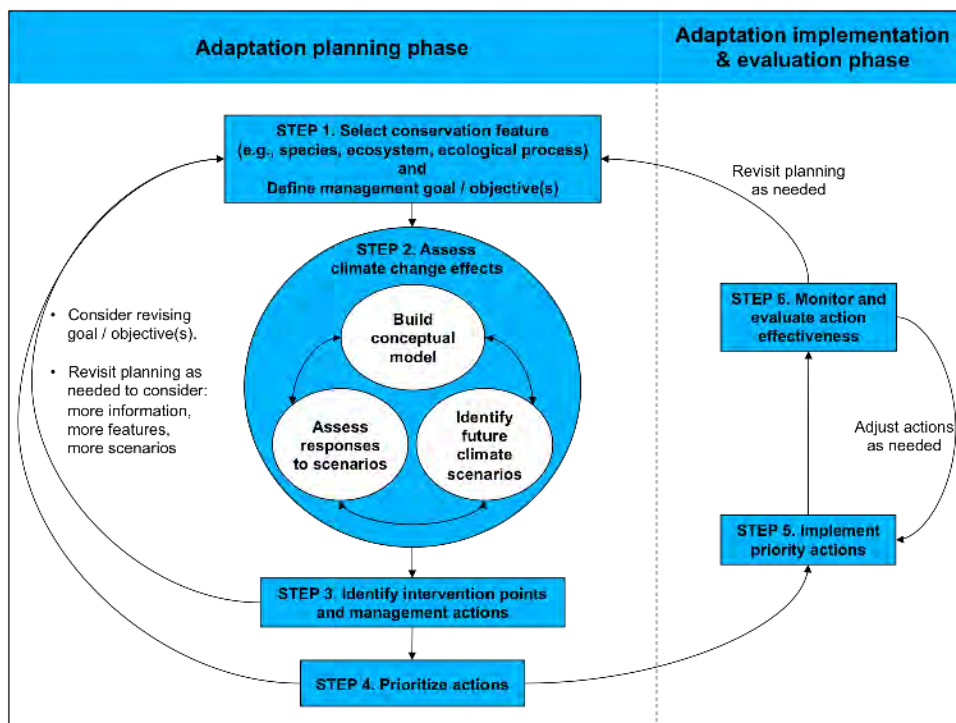 Adaptation planning phase
Adaptation implementation
& evaluation phase
STEP 1. Select conservation feature
(e.g., species, ecosystem, ecological process)
and
Define management goal / objective(s)
Revisit planning
as needed
STEP 2. Assess
climate change effects
Build
conceptual
model
Assess
responses
to scenarios
Identify
future
climate
scenarios
• Consider revising
goal / objective(s).
• Revisit planning as
needed to consider:
more information,
more features,
more scenarios
STEP 6. Monitor and
evaluate action
effectiveness
Adjust actions
as needed
STEP 5. Implement
priority actions
STEP 3. Identify intervention points
and management actions
STEP 4. Prioritize actions